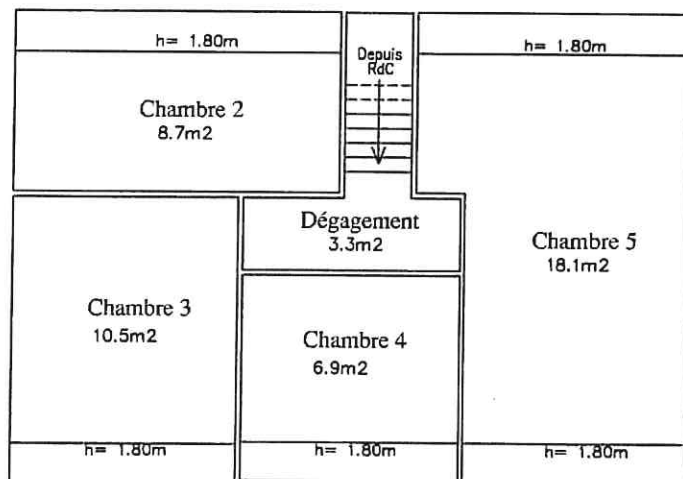 h= 1.80m
Depuis
RdC
h= 1.80m
Chambre 2
8.7m2
Dégagement
3.3m2
Chambre 5
18.1m2
Chambre 3
10.5m2
Chambre 4
6.9m2
h= 1.80m
h= 1.80m
h= 1.80m